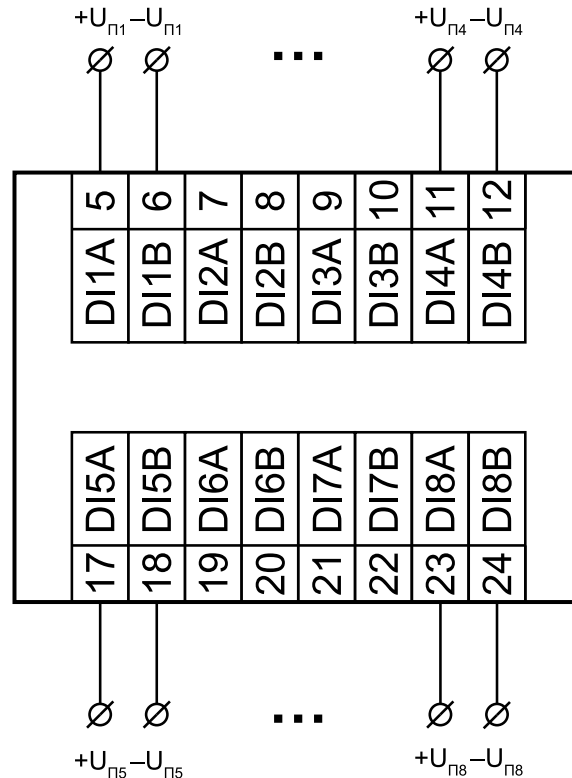 +UП1 –UП1 ... +UП4 –UП4
5 6 7 8 9 10 11 12
DI1A DI1B DI2A DI2B DI3A DI3B DI4A DI4B
DI5A DI5B DI6A DI6B DI7A DI7B DI8A DI8B
17 18 19 20 21 22 23 24
...
+UП5 –UП5 +UП8 –UП8